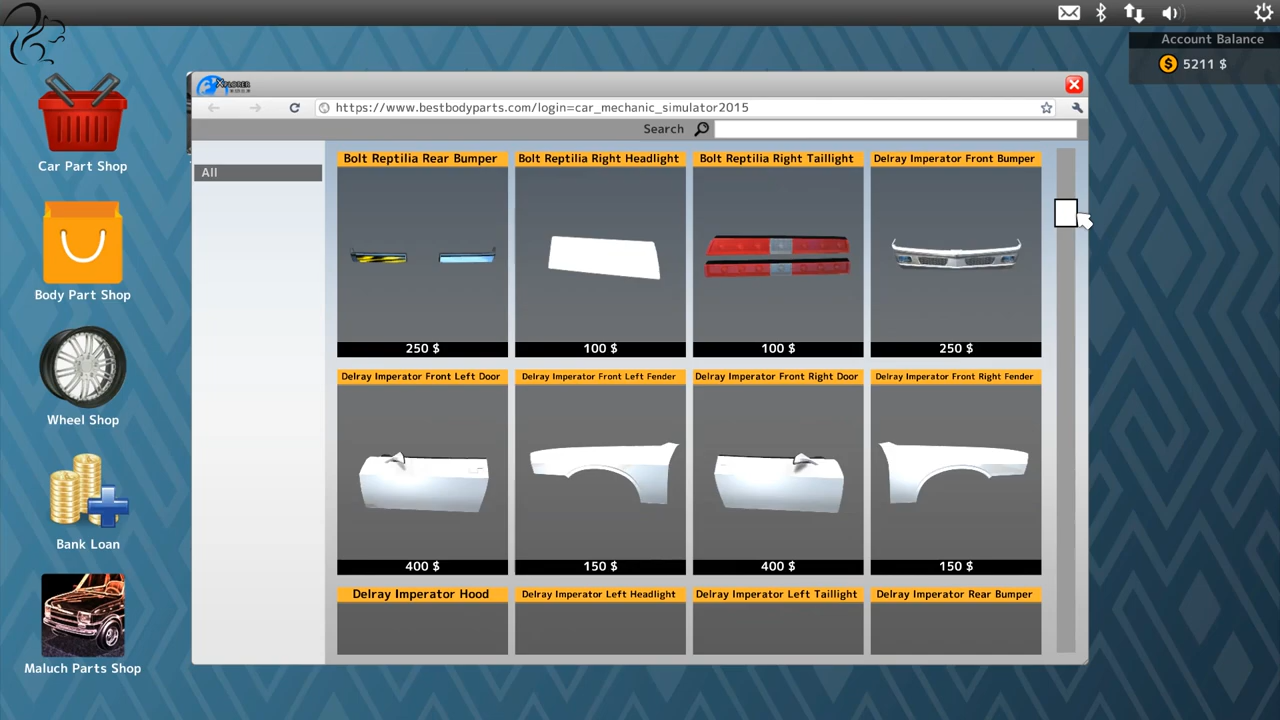 Account Balance
5211 $
XPLORER
https://www.bestbodyparts.com/login=car_mechanic_simulator2015
Search
Car Part Shop
Body Part Shop
Wheel Shop
Bank Loan
Maluch Parts Shop
All
Bolt Reptilia Rear Bumper
Bolt Reptilia Right Headlight
Bolt Reptilia Right Taillight
Delray Imperator Front Bumper
250 $
100 $
100 $
250 $
Delray Imperator Front Left Door
Delray Imperator Front Left Fender
Delray Imperator Front Right Door
Delray Imperator Front Right Fender
400 $
150 $
400 $
150 $
Delray Imperator Hood
Delray Imperator Left Headlight
Delray Imperator Left Taillight
Delray Imperator Rear Bumper